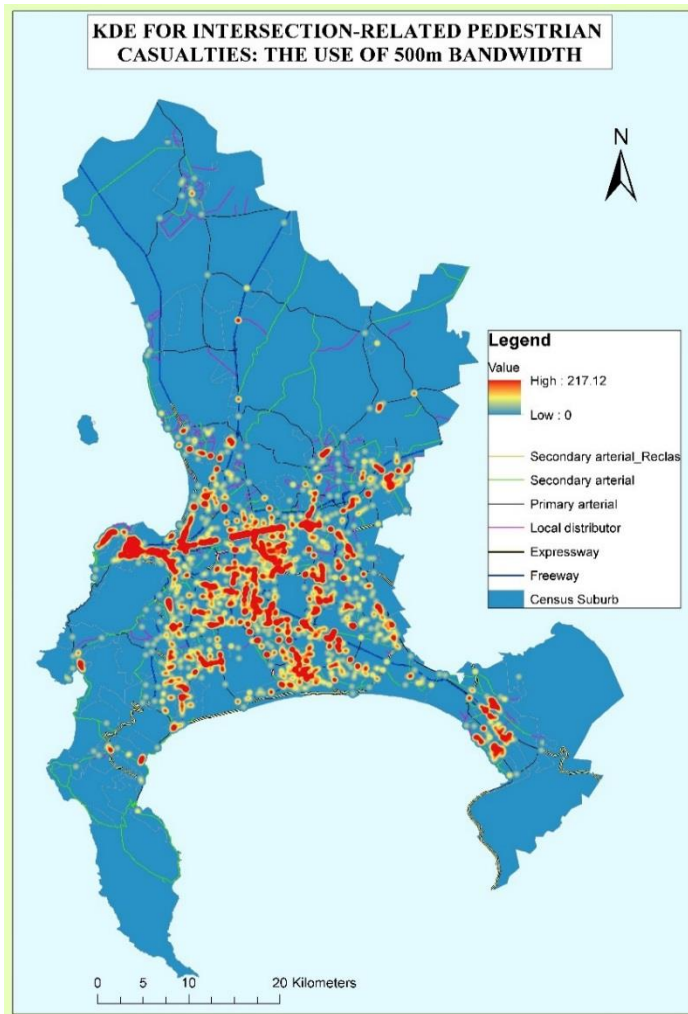 KDE FOR INTERSECTION-RELATED PEDESTRIAN
CASUALTIES: THE USE OF 500m BANDWIDTH
N
Legend
Value
High : 217.12
Low : 0
Secondary arterial_Reclas
Secondary arterial
Primary arterial
Local distributor
Expressway
Freeway
Census Suburb
0 5 10 20 Kilometers